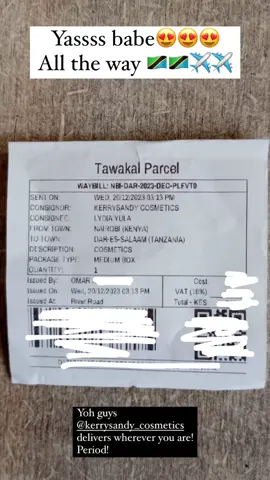 Yassss babe😍😍😍
All the way 🇹🇿🇹🇿✈️✈️
Tawakal Parcel
WAYBILL: NBI-DAR-2023-DEC-PLFVT9
SENT ON: WED, 20/12/2023 03:13 PM
CONSIGNOR: KERRYSANDY COSMETICS
CONSIGNEE: LYDIA YULA
FROM TOWN: NAIROBI (KENYA)
TO TOWN: DAR-ES-SALAAM (TANZANIA)
DESCRIPTION: COSMETICS
PACKAGE TYPE: MEDIUM BOX
QUANTITY: 1
Issued By: OMAR Cost
Issued On: Wed, 20/12/2023 03:13 PM VAT (16%)
Issued At: River Road Total - KES
Yoh guys
@kerrysandy_cosmetics
delivers wherever you are!
Period!